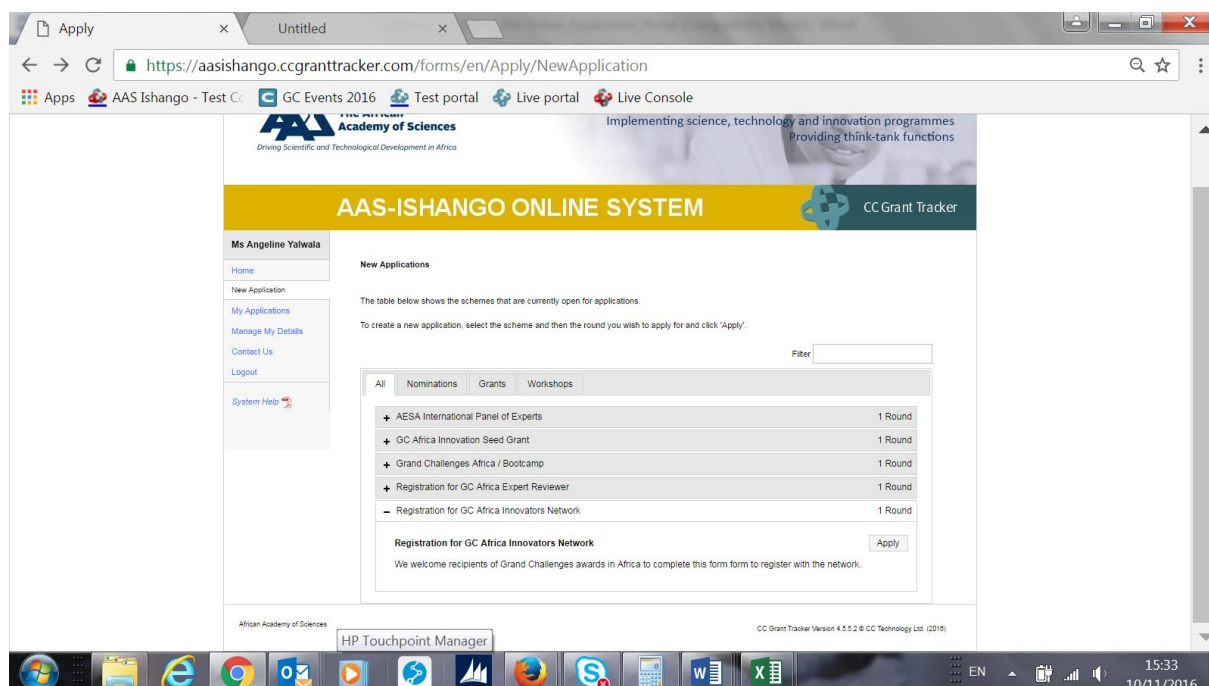 Apply
Untitled
https://aasishango.ccgranttracker.com/forms/en/Apply/NewApplication
Apps AAS Ishango - Test Co GC Events 2016 Test portal Live portal Live Console
The African
Academy of Sciences
Driving Scientific and Technological Development in Africa
Implementing science, technology and innovation programmes
Providing think-tank functions
AAS-ISHANGO ONLINE SYSTEM
CC Grant Tracker
Ms Angeline Yalwala
Home
New Application
My Applications
Manage My Details
Contact Us
Logout
System Help
New Applications
The table below shows the schemes that are currently open for applications.
To create a new application, select the scheme and then the round you wish to apply for and click 'Apply'.
Filter
All Nominations Grants Workshops
+ AESA International Panel of Experts 1 Round
+ GC Africa Innovation Seed Grant 1 Round
+ Grand Challenges Africa / Bootcamp 1 Round
+ Registration for GC Africa Expert Reviewer 1 Round
– Registration for GC Africa Innovators Network 1 Round
Registration for GC Africa Innovators Network Apply
We welcome recipients of Grand Challenges awards in Africa to complete this form form to register with the network.
African Academy of Sciences
CC Grant Tracker Version 4.5.5.2 © CC Technology Ltd. (2016)
HP Touchpoint Manager
EN
15:33
10/11/2016